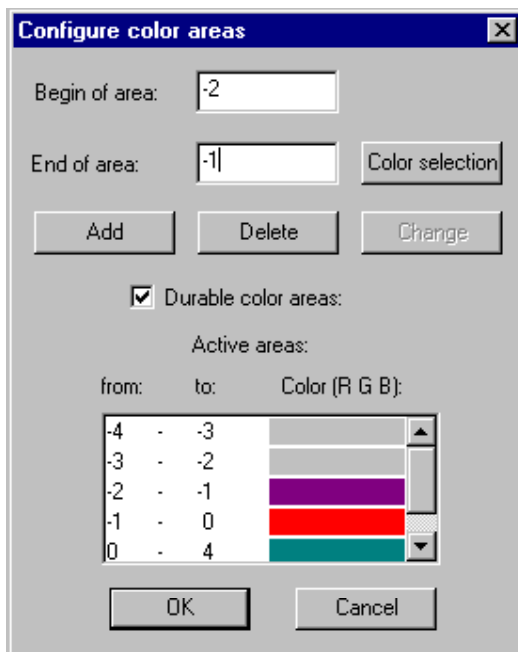 Configure color areas
Begin of area: -2
End of area: -1 Color selection
Add Delete Change
Durable color areas:
Active areas:
from: to: Color (R G B):
-4 - -3
-3 - -2
-2 - -1
-1 - 0
0 - 4
OK Cancel